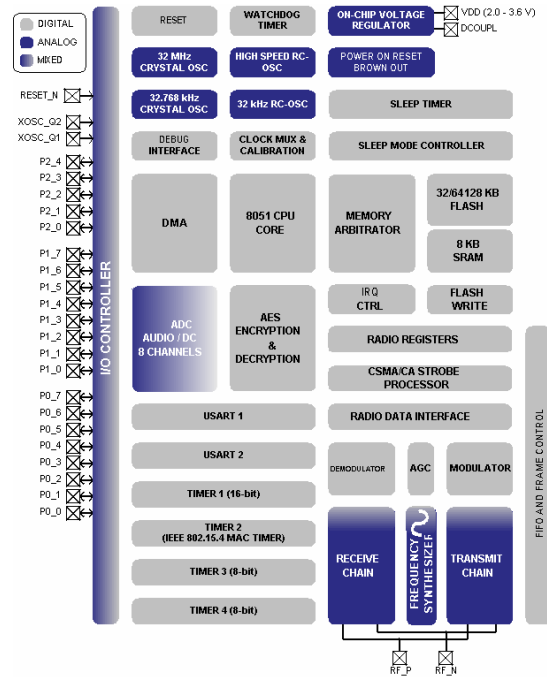 DIGITAL
ANALOG
MIXED
RESET
WATCHDOG
TIMER
ON-CHIP VOLTAGE
REGULATOR
VDD (2.0 - 3.6 V)
DCOUPL
32 MHz
CRYSTAL OSC
HIGH SPEED RC-
OSC
POWER ON RESET
BROWN OUT
32.768 kHz
CRYSTAL OSC
32 kHz RC-OSC
SLEEP TIMER
DEBUG
INTERFACE
CLOCK MUX &
CALIBRATION
SLEEP MODE CONTROLLER
RESET_N
XOSC_Q2
XOSC_Q1
P2_4
P2_3
P2_2
P2_1
P2_0
P1_7
P1_6
P1_5
P1_4
P1_3
P1_2
P1_1
P1_0
P0_7
P0_6
P0_5
P0_4
P0_3
P0_2
P0_1
P0_0
I/O CONTROLLER
DMA
8051 CPU
CORE
MEMORY
ARBITRATOR
32/64128 KB
FLASH
8 KB
SRAM
ADC
AUDIO / DC
8 CHANNELS
AES
ENCRYPTION
&
DECRYPTION
IRQ
CTRL
FLASH
WRITE
RADIO REGISTERS
CSMA/CA STROBE
PROCESSOR
RADIO DATA INTERFACE
USART 1
USART 2
TIMER 1 (16-bit)
TIMER 2
(IEEE 802.15.4 MAC TIMER)
TIMER 3 (8-bit)
TIMER 4 (8-bit)
DEMODULATOR
AGC
MODULATOR
RECEIVE
CHAIN
FREQUENCY
SYNTHESIZER
TRANSMIT
CHAIN
FIFO AND FRAME CONTROL
RF_P
RF_N